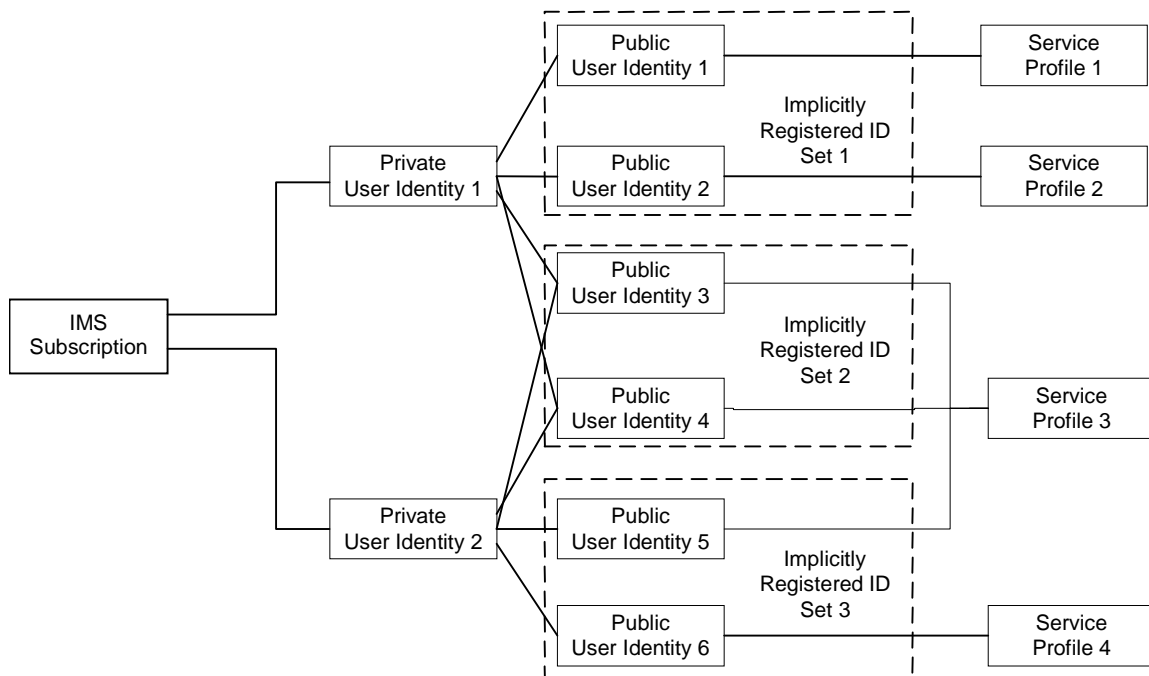 Public
User Identity 1
Service
Profile 1
Implicitly
Registered ID
Set 1
Private
User Identity 1
Public
User Identity 2
Service
Profile 2
Public
User Identity 3
IMS
Subscription
Implicitly
Registered ID
Set 2
Public
User Identity 4
Service
Profile 3
Private
User Identity 2
Public
User Identity 5
Implicitly
Registered ID
Set 3
Public
User Identity 6
Service
Profile 4